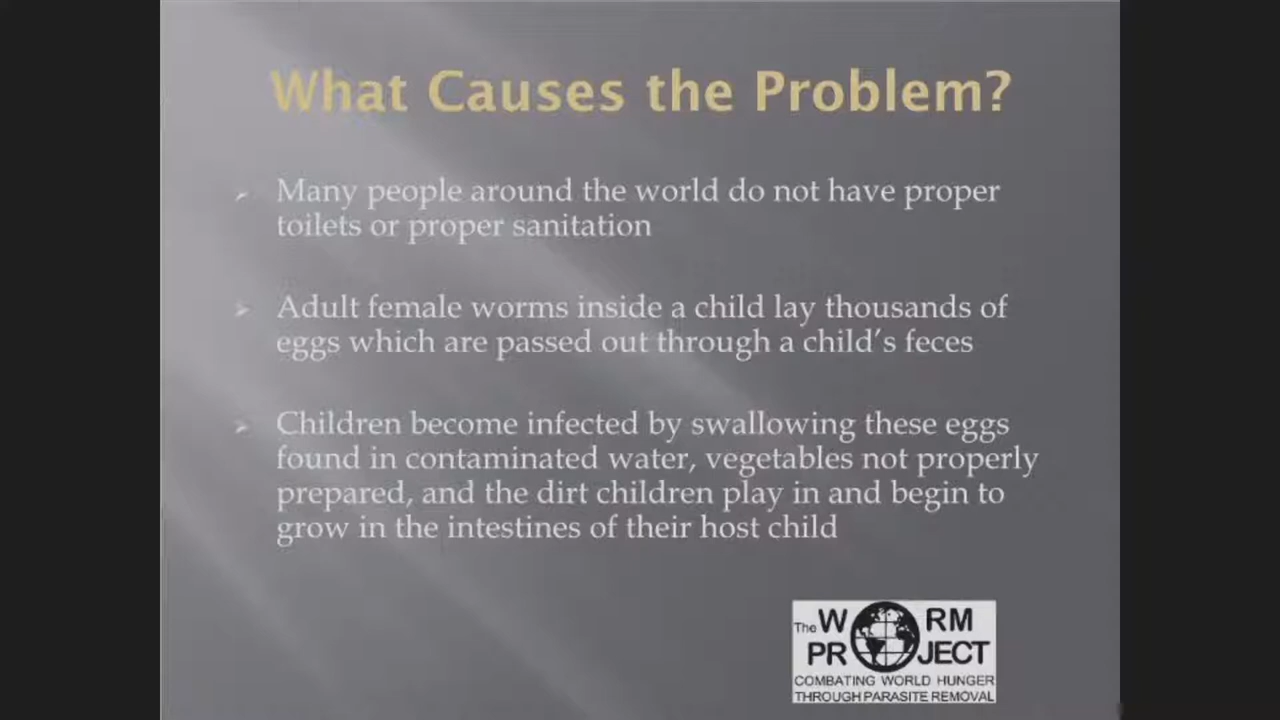 What Causes the Problem?
Many people around the world do not have proper
toilets or proper sanitation
Adult female worms inside a child lay thousands of
eggs which are passed out through a child's feces
Children become infected by swallowing these eggs
found in contaminated water, vegetables not properly
prepared, and the dirt children play in and begin to
grow in the intestines of their host child
The WORM
PROJECT
COMBATING WORLD HUNGER
THROUGH PARASITE REMOVAL